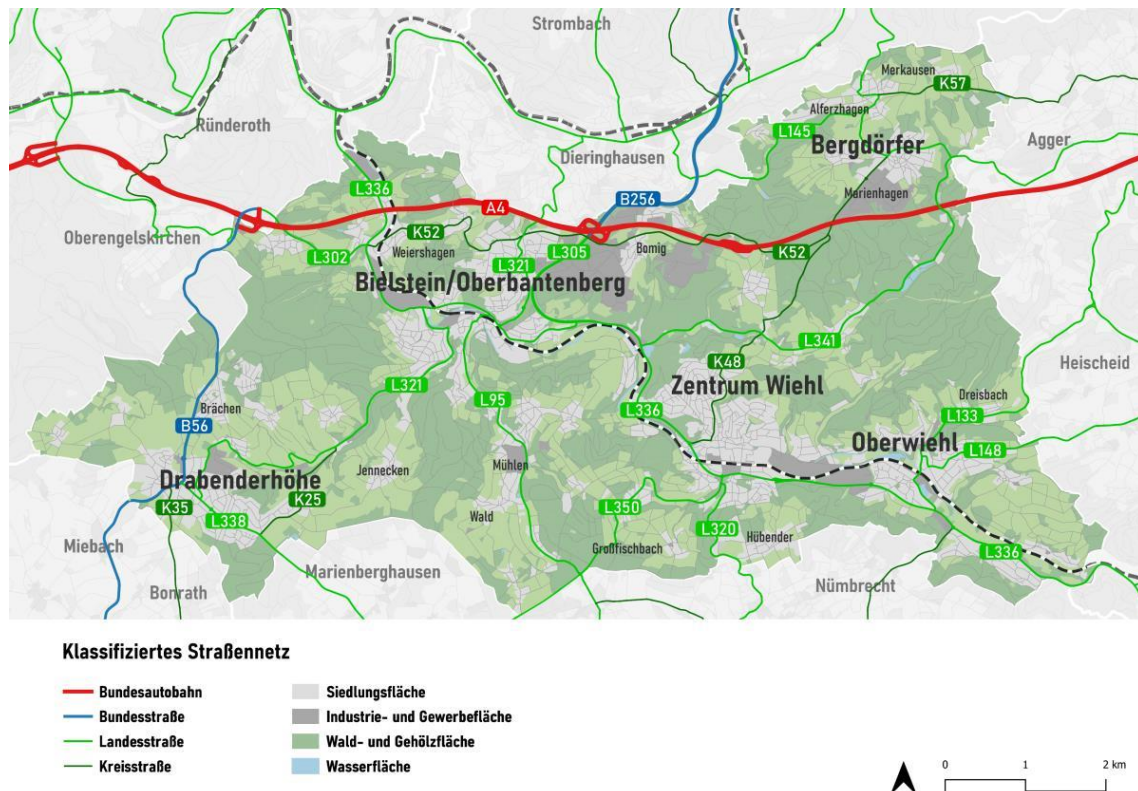 Strombach
Merkausen
K57
Alferzhagen
Ründeroth
L145
Agger
Bergdörfer
Dieringhausen
L336
Marienhagen
B256
A4
Oberengelskirchen
K52
L302
Weiershagen
L321
L305
Bomig
K52
Bielstein/Oberbantenberg
L341
K48
Heischeid
L321
Zentrum Wiehl
L95
Dreisbach
Brächen
L336
L133
B56
Oberwiehl
L148
Mühlen
Jennecken
Drabenderhöhe
K35
K25
L350
Wald
L338
L320
Hübender
Miebach
Großfischbach
L336
Marienberghausen
Nümbrecht
Bonrath
Klassifiziertes Straßennetz
Bundesautobahn
Bundesstraße
Landesstraße
Kreisstraße
Siedlungsfläche
Industrie- und Gewerbefläche
Wald- und Gehölzfläche
Wasserfläche
0 1 2 km